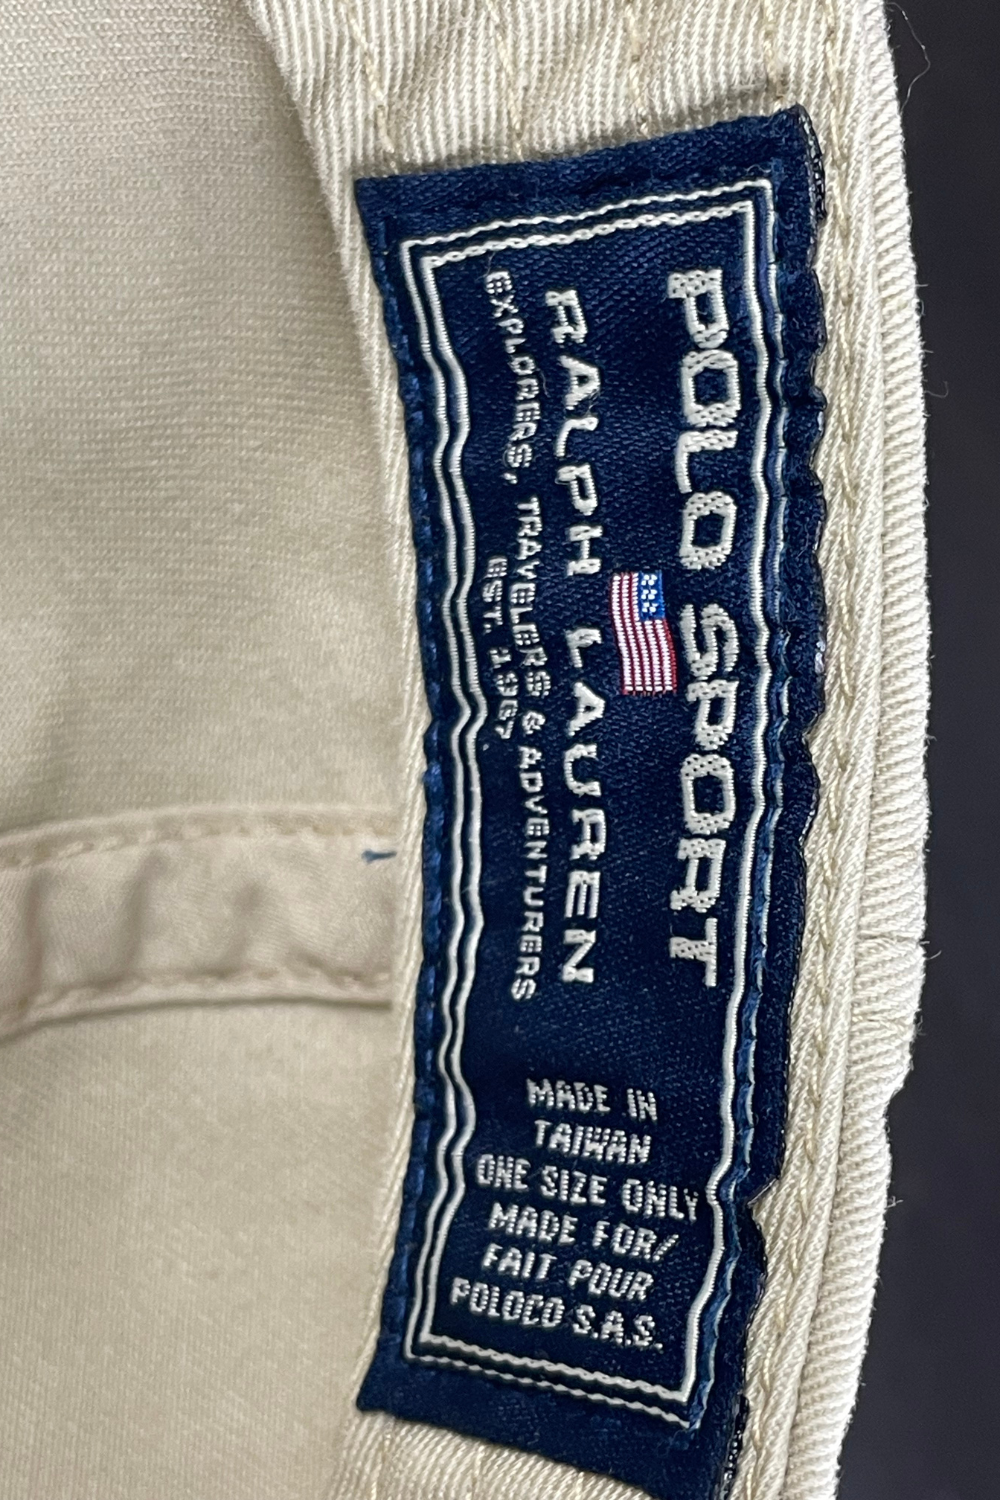 POLO SPORT
RALPH LAUREN
EXPLORERS, TRAVELERS & ADVENTURERS
EST. 1967
MADE IN
TAIWAN
ONE SIZE ONLY
MADE FOR/
FAIT POUR
POLOCO S.A.S.